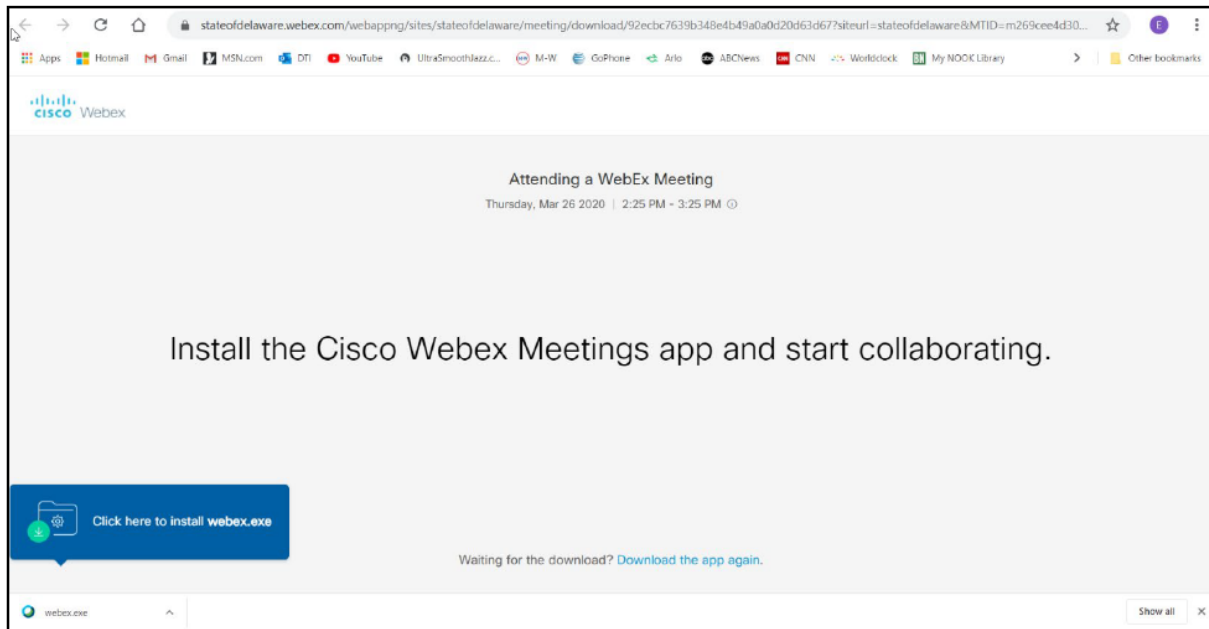 stateofdelaware.webex.com/webappng/sites/stateofdelaware/meeting/download/92ecbc7639b348e4b49a0a0d20d63d67?siteurl=stateofdelaware&MTID=m269cee4d30... E
Apps Hotmail Gmail MSN.com DTI YouTube UltraSmoothJazz.c... M-W GoPhone Arlo abc ABCNews CNN CNN Worldclock My NOOK Library Other bookmarks
cisco Webex
Attending a WebEx Meeting
Thursday, Mar 26 2020 | 2:25 PM - 3:25 PM
Install the Cisco Webex Meetings app and start collaborating.
Click here to install webex.exe
Waiting for the download? Download the app again.
webex.exe Show all